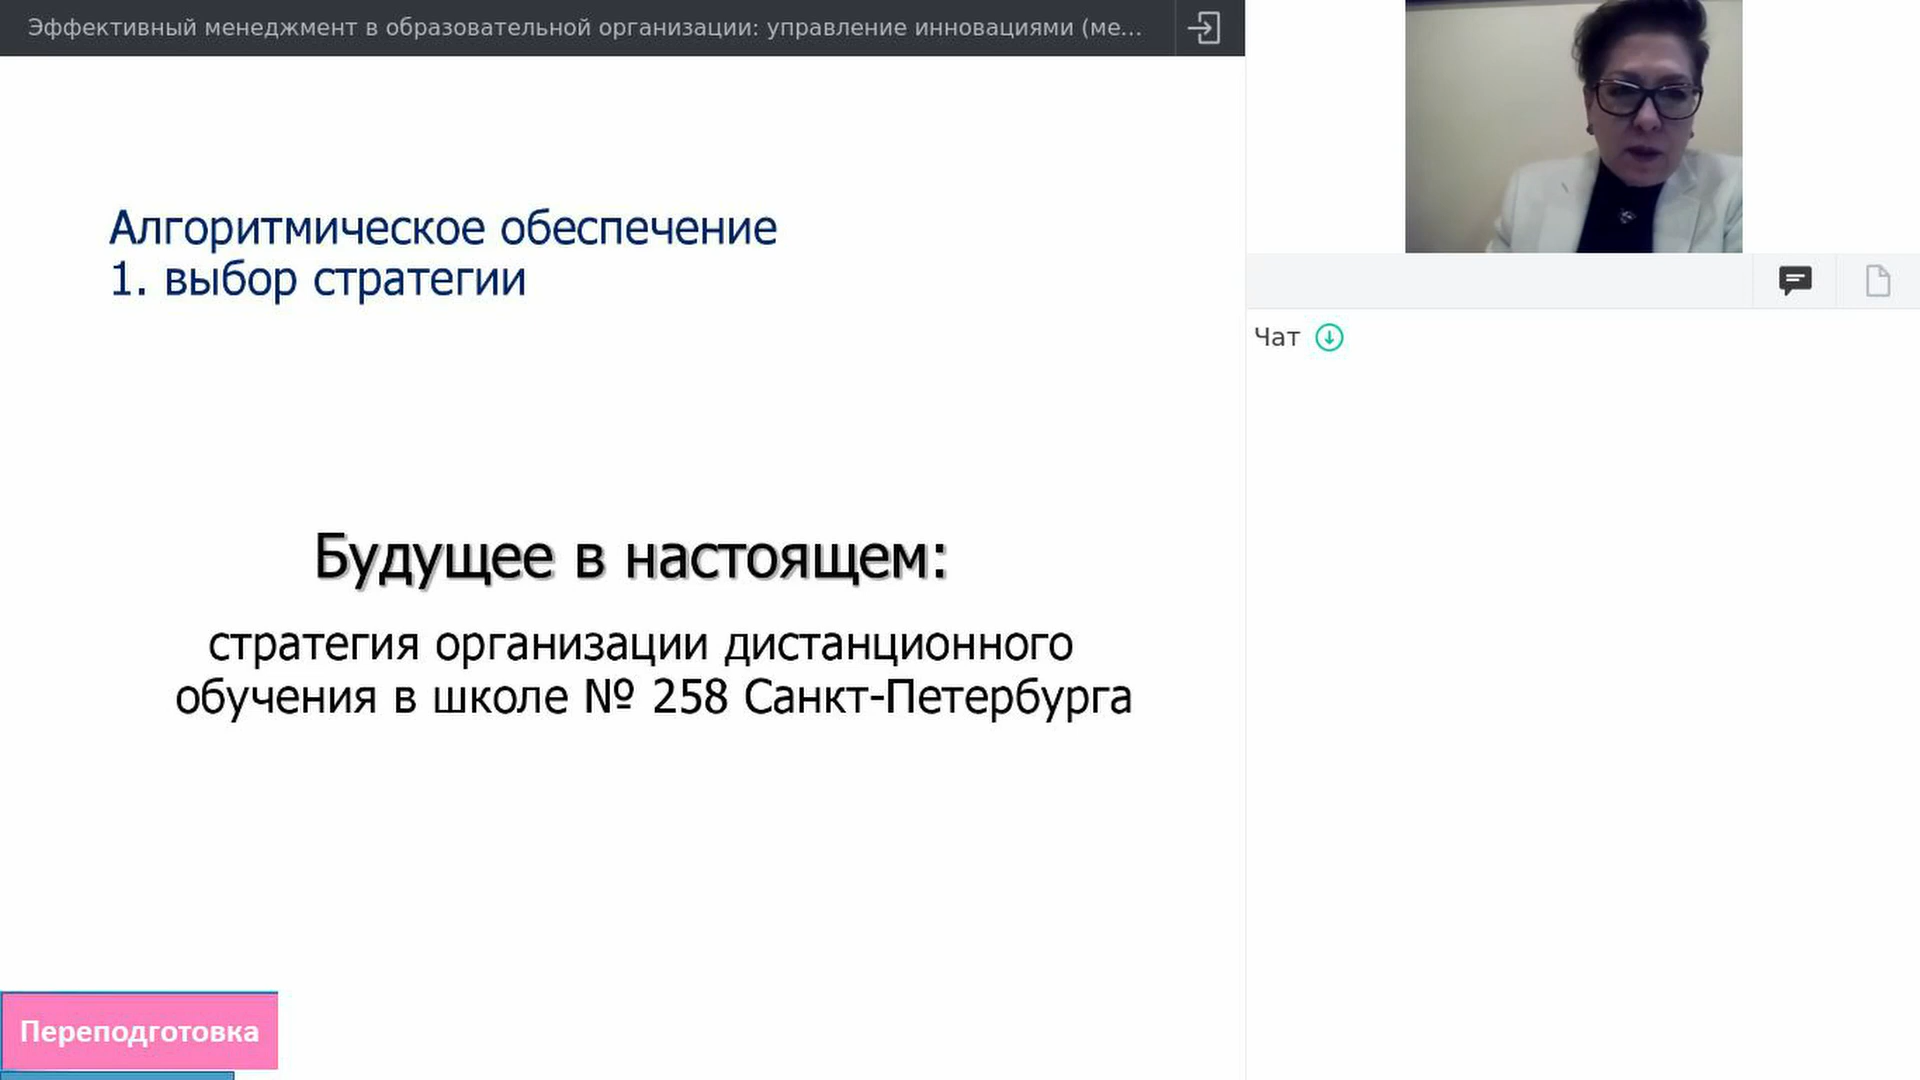 Эффективный менеджмент в образовательной организации: управление инновациями (ме...
Алгоритмическое обеспечение
1. выбор стратегии
Будущее в настоящем:
стратегия организации дистанционного
обучения в школе № 258 Санкт-Петербурга
Переподготовка
Чат